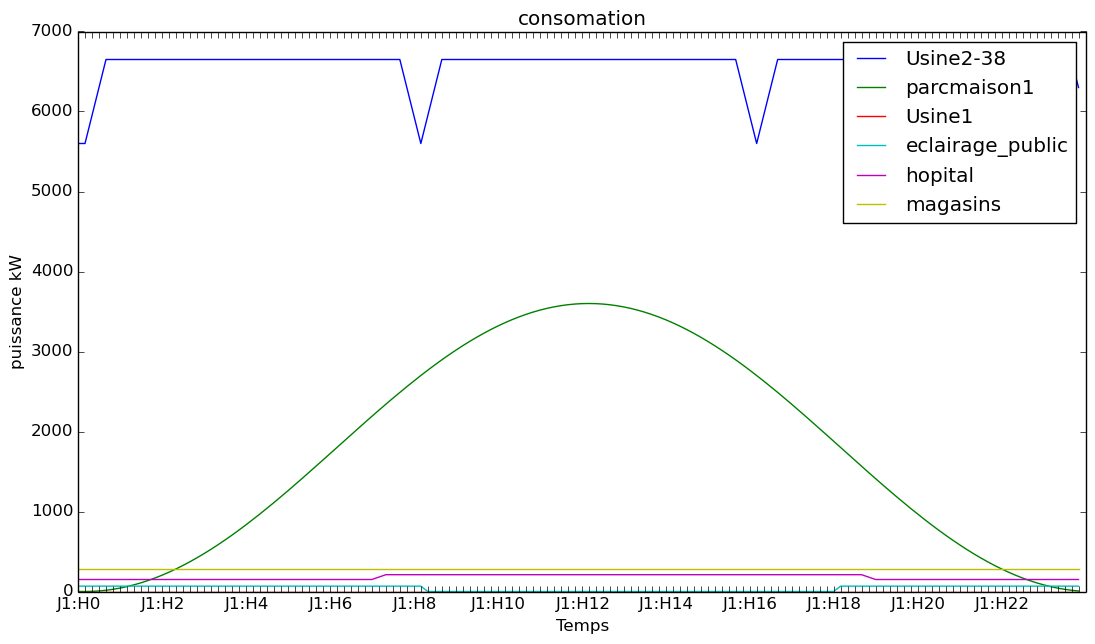 consomation
7000
6000
5000
4000
3000
2000
1000
0
puissance kW
Usine2-38
parcmaison1
Usine1
eclairage_public
hopital
magasins
J1:H0 J1:H2 J1:H4 J1:H6 J1:H8 J1:H10 J1:H12 J1:H14 J1:H16 J1:H18 J1:H20 J1:H22
Temps